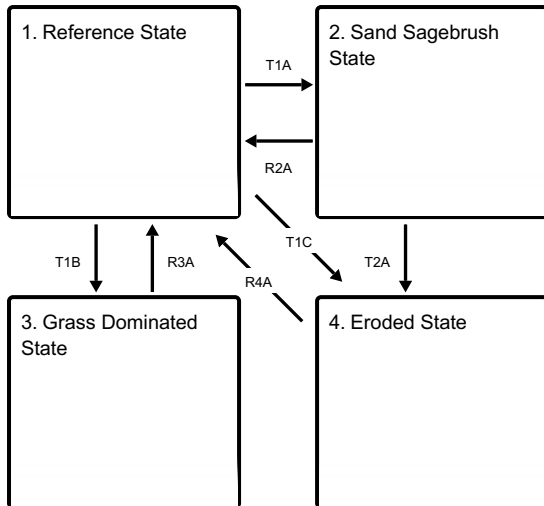 1. Reference State
T1A
2. Sand Sagebrush
State
R2A
T1C
T1B
R3A
R4A
T2A
3. Grass Dominated
State
4. Eroded State